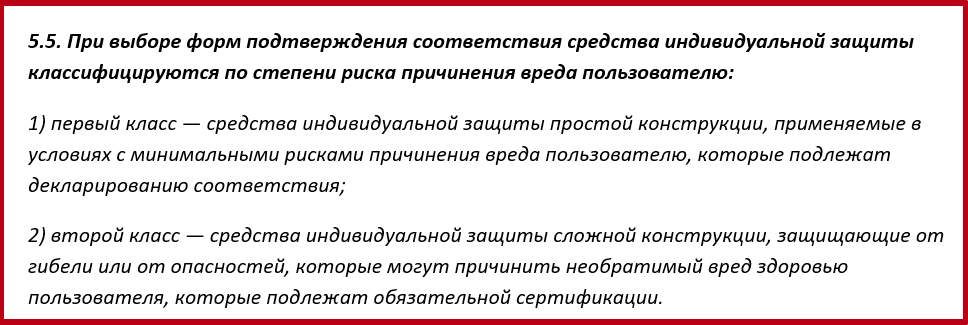 5.5. При выборе форм подтверждения соответствия средства индивидуальной защиты
классифицируются по степени риска причинения вреда пользователю:
1) первый класс — средства индивидуальной защиты простой конструкции, применяемые в
условиях с минимальными рисками причинения вреда пользователю, которые подлежат
декларированию соответствия;
2) второй класс — средства индивидуальной защиты сложной конструкции, защищающие от
гибели или от опасностей, которые могут причинить необратимый вред здоровью
пользователя, которые подлежат обязательной сертификации.